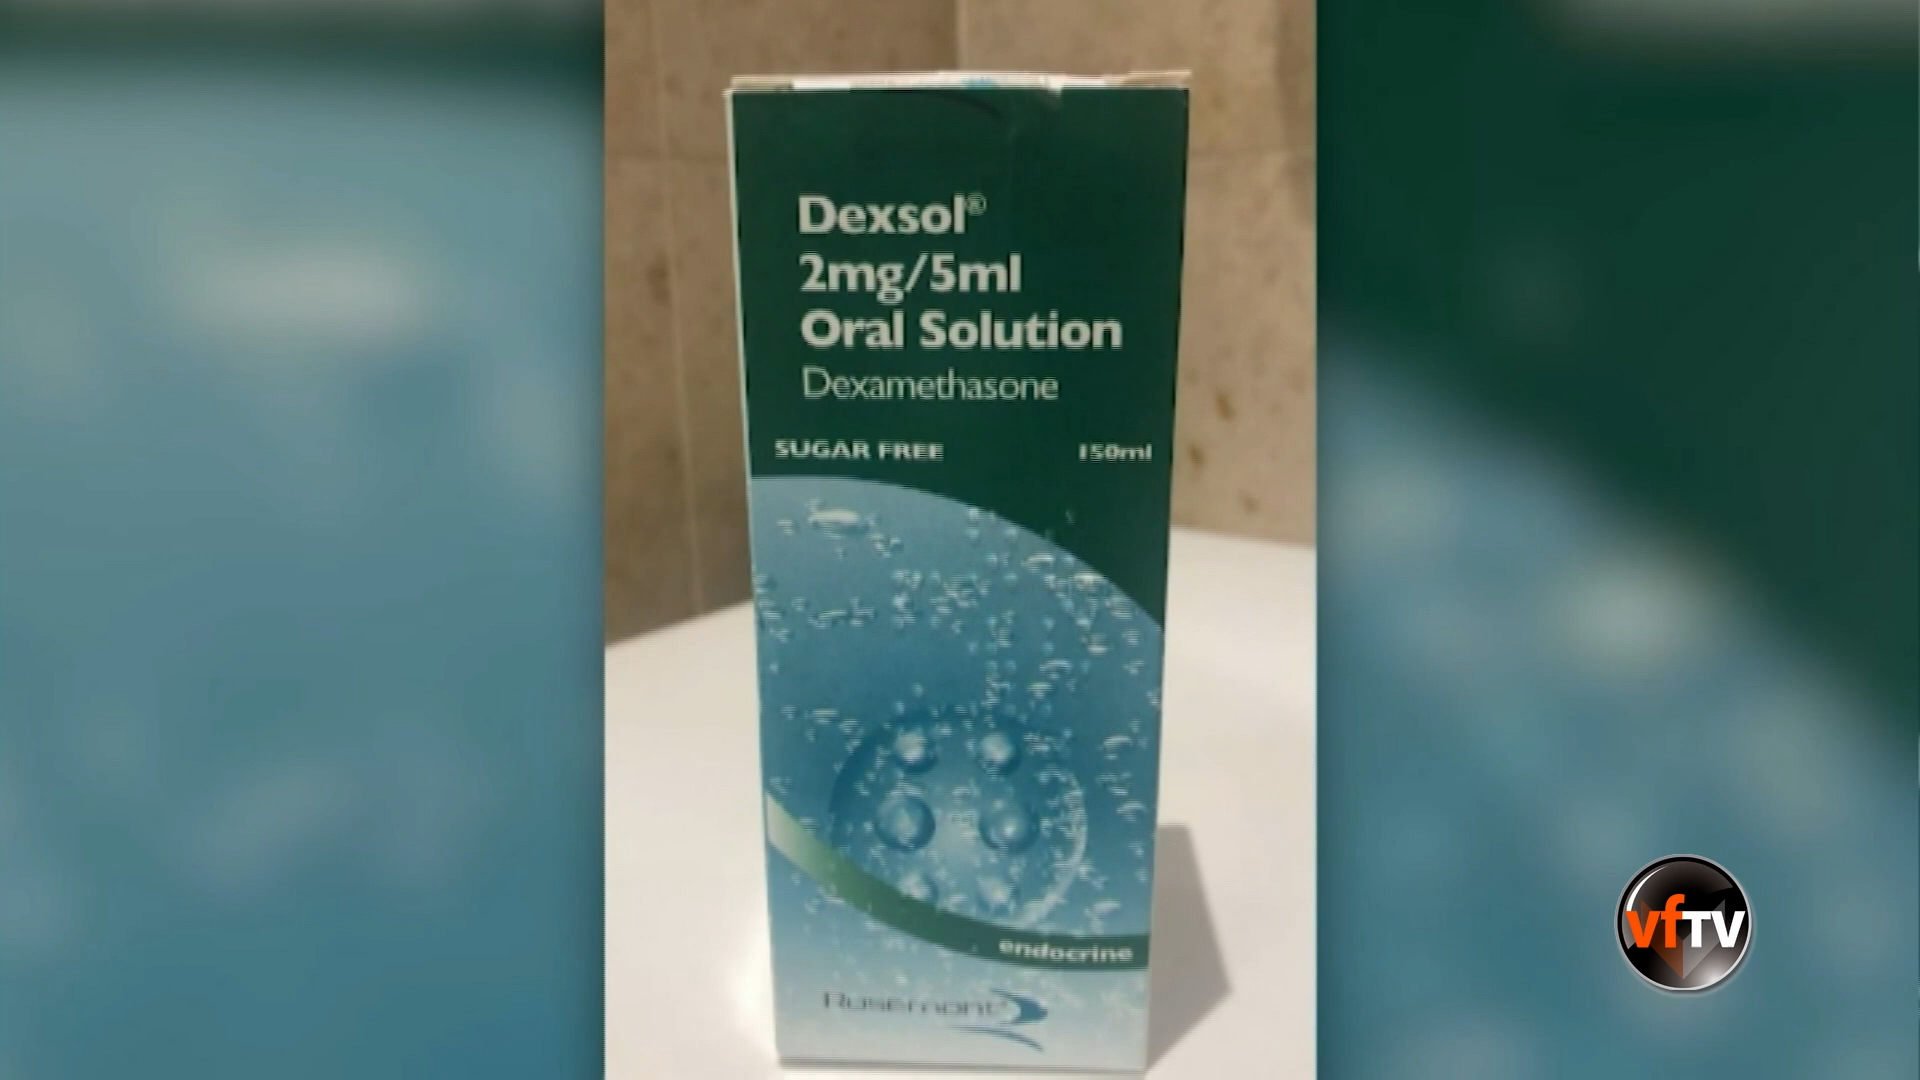 Dexsol®
2mg/5ml
Oral Solution
Dexamethasone
SUGAR FREE 150ml
endocrine
Rosemont
vfTV